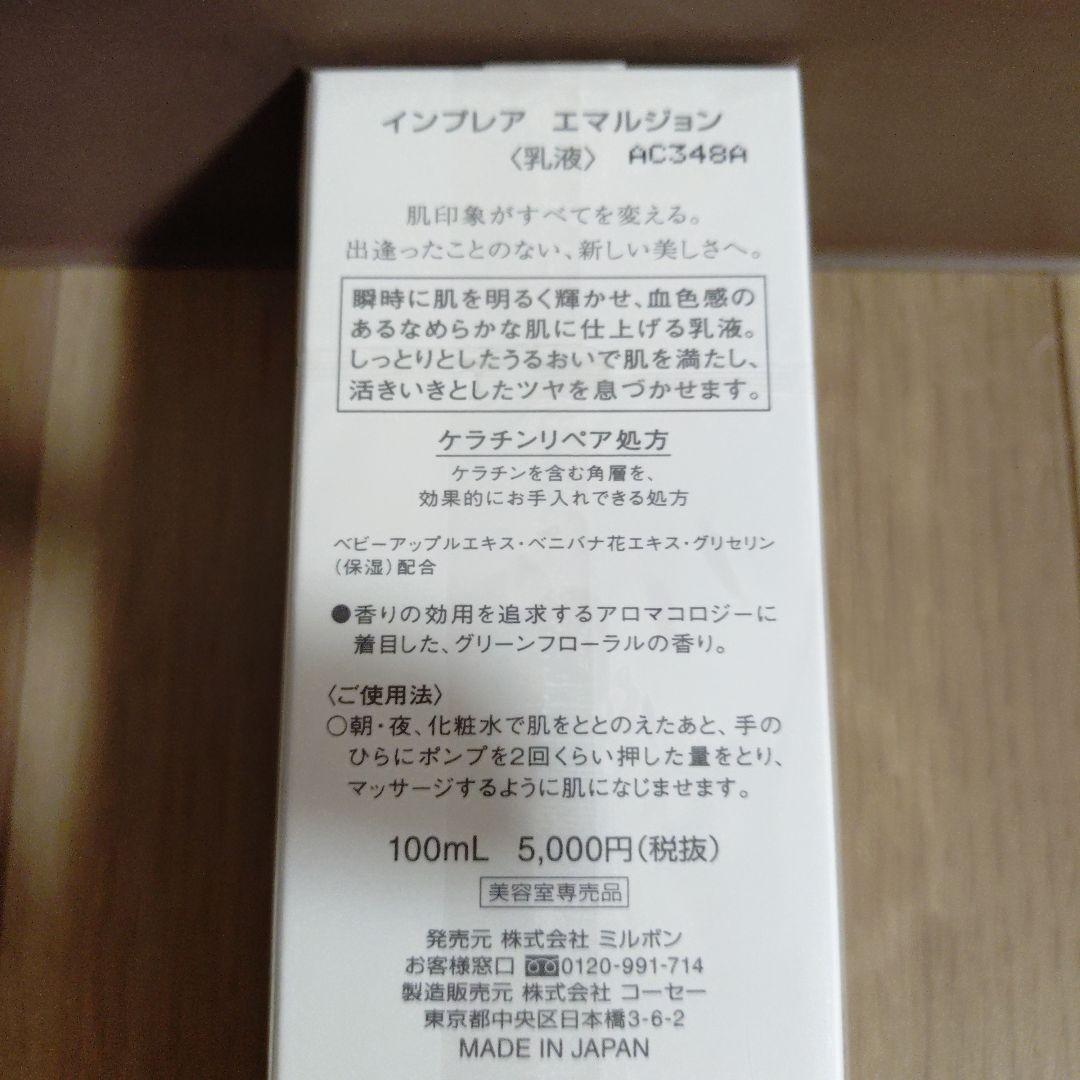 インプレア エマルジョン
〈乳液〉 AC348A
肌印象がすべてを変える。
出逢ったことのない、新しい美しさへ。
瞬時に肌を明るく輝かせ、血色感の
あるなめらかな肌に仕上げる乳液。
しっとりとしたうるおいで肌を満たし、
活きいきとしたツヤを息づかせます。
ケラチンリペア処方
ケラチンを含む角層を、
効果的にお手入れできる処方
ベビーアップルエキス・ベニバナ花エキス・グリセリン
（保湿）配合
●香りの効用を追求するアロマコロジーに
着目した、グリーンフローラルの香り。
〈ご使用法〉
○朝・夜、化粧水で肌をととのえたあと、手の
ひらにポンプを2回くらい押した量をとり、
マッサージするように肌になじませます。
100mL 5,000円（税抜）
美容室専売品
発売元 株式会社 ミルボン
お客様窓口 0120-991-714
製造販売元 株式会社 コーセー
東京都中央区日本橋3-6-2
MADE IN JAPAN